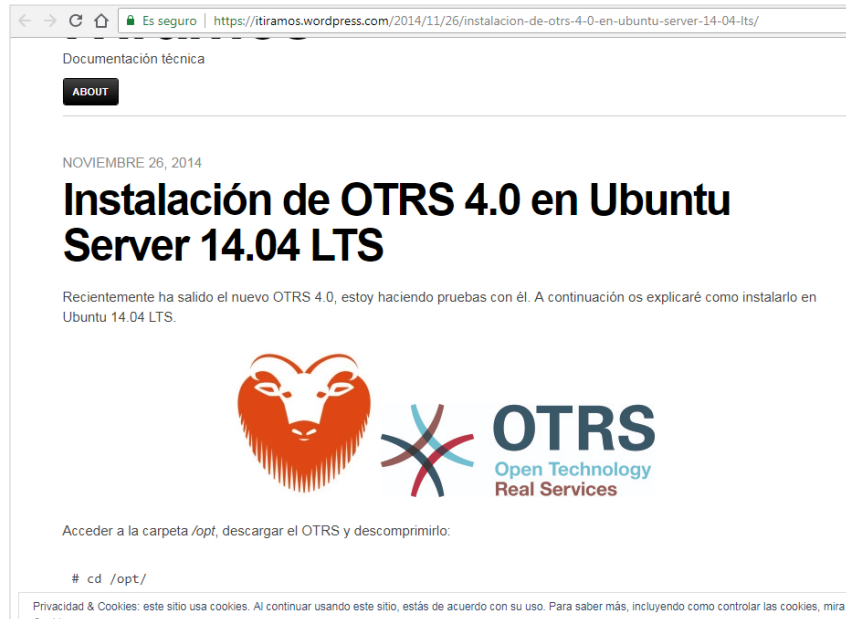 Es seguro | https://itiramos.wordpress.com/2014/11/26/instalacion-de-otrs-4-0-en-ubuntu-server-14-04-lts/
Documentación técnica
ABOUT
NOVIEMBRE 26, 2014
Instalación de OTRS 4.0 en Ubuntu
Server 14.04 LTS
Recientemente ha salido el nuevo OTRS 4.0, estoy haciendo pruebas con él. A continuación os explicaré como instalarlo en
Ubuntu 14.04 LTS.
OTRS
Open Technology
Real Services
Acceder a la carpeta /opt, descargar el OTRS y descomprimirlo:
# cd /opt/
Privacidad & Cookies: este sitio usa cookies. Al continuar usando este sitio, estás de acuerdo con su uso. Para saber más, incluyendo como controlar las cookies, mira